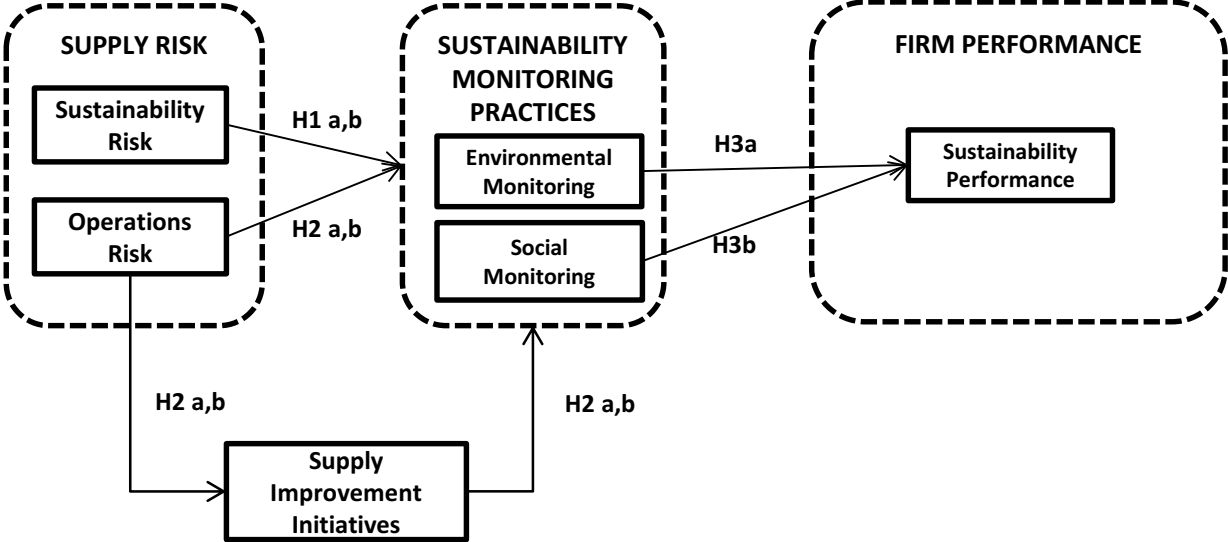 SUPPLY RISK
Sustainability
Risk
Operations
Risk
H1 a,b
H2 a,b
SUSTAINABILITY
MONITORING
PRACTICES
Environmental
Monitoring
Social
Monitoring
H3a
H3b
FIRM PERFORMANCE
Sustainability
Performance
H2 a,b
Supply
Improvement
Initiatives
H2 a,b